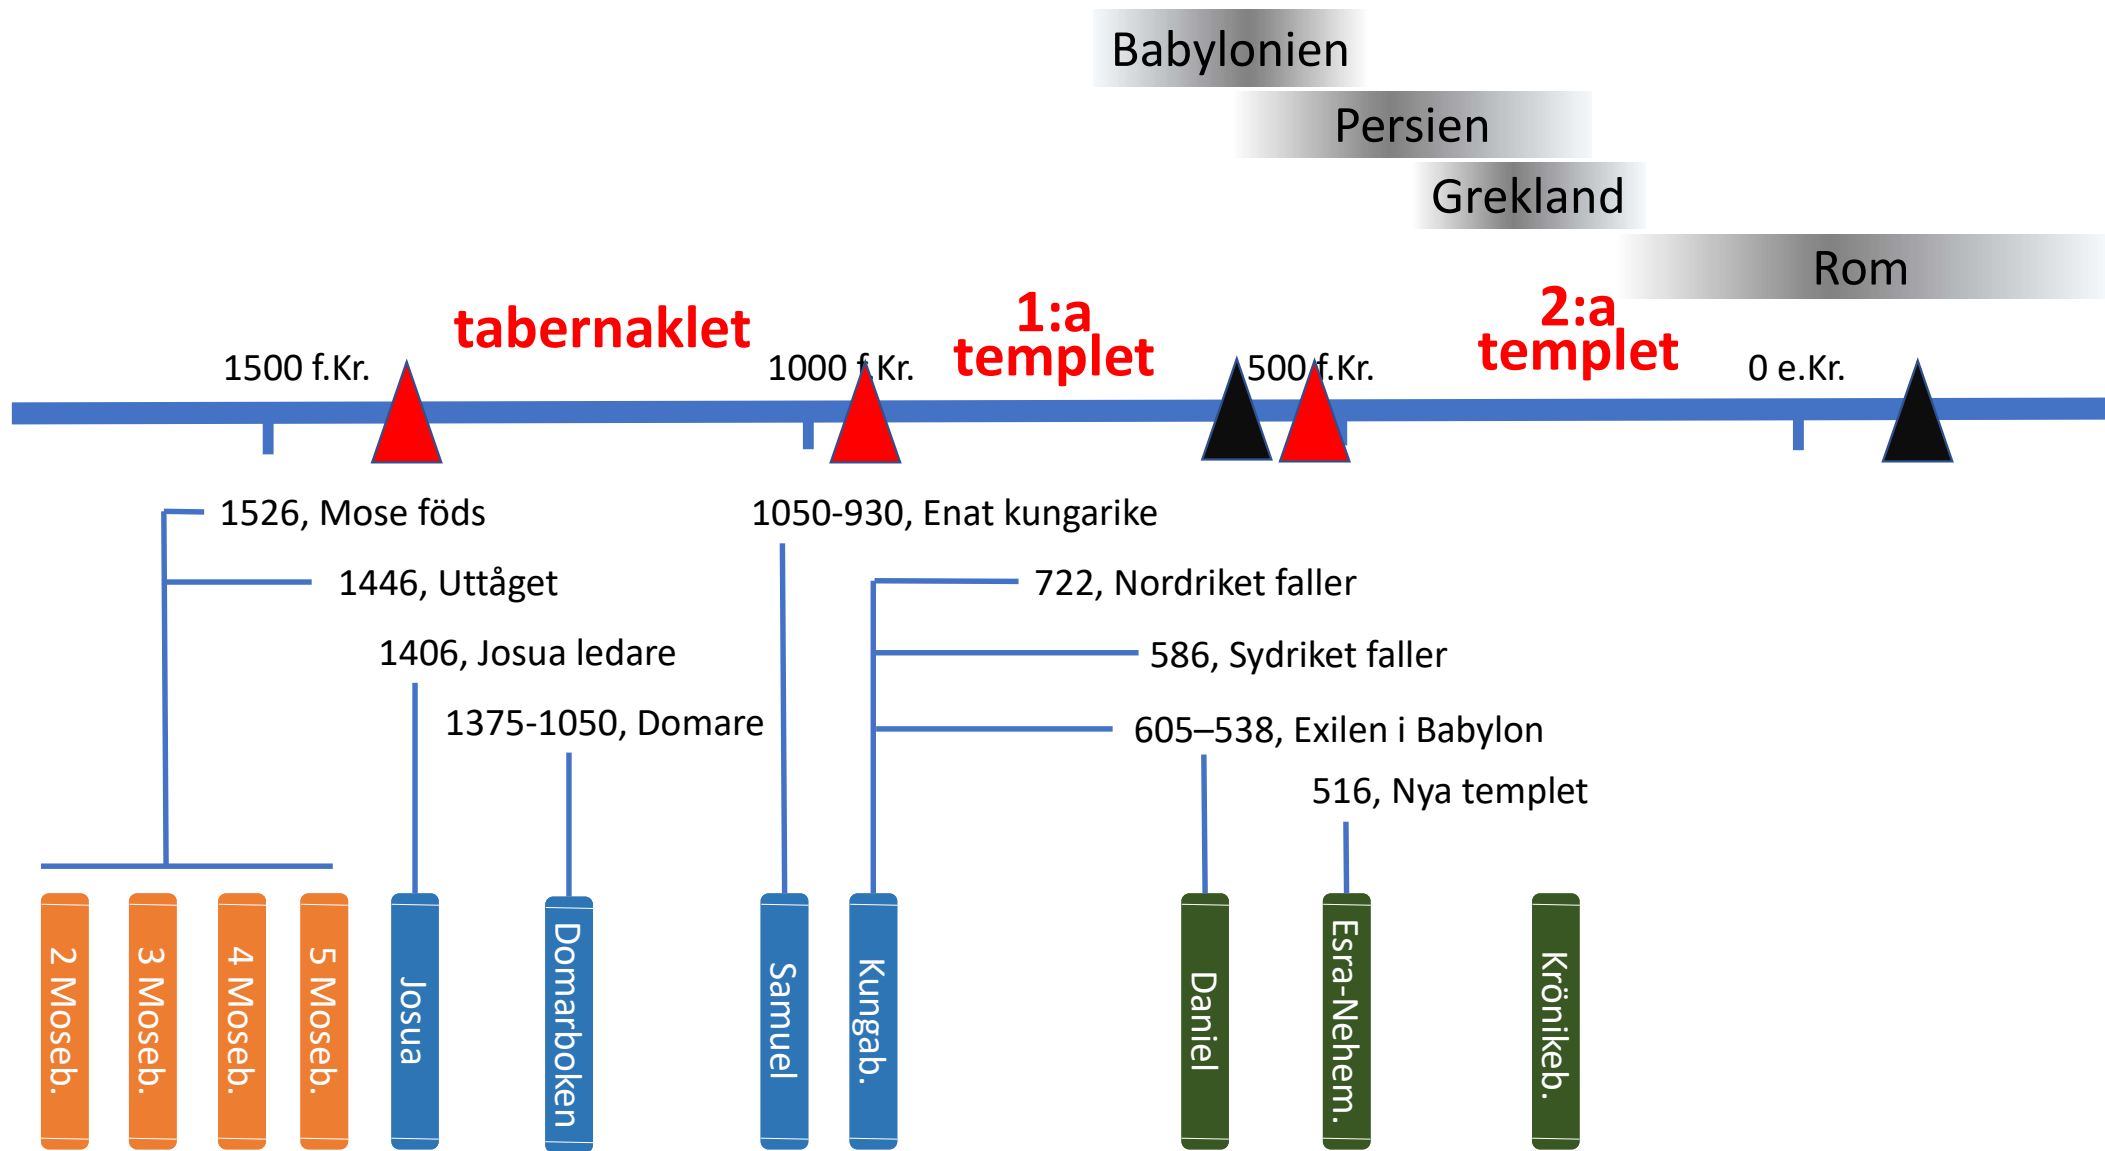 Babylonien
Persien
Grekland
Rom
tabernaklet
1:a
templet
2:a
templet
1500 f.Kr.
1000 f.Kr.
500 f.Kr.
0 e.Kr.
1526, Mose föds
1050-930, Enat kungarike
1446, Uttåget
722, Nordriket faller
1406, Josua ledare
586, Sydriket faller
1375-1050, Domare
605–538, Exilen i Babylon
516, Nya templet
2 Moseb.
3 Moseb.
4 Moseb.
5 Moseb.
Josua
Domarboken
Samuel
Kungab.
Daniel
Esra-Nehem.
Krönikeb.